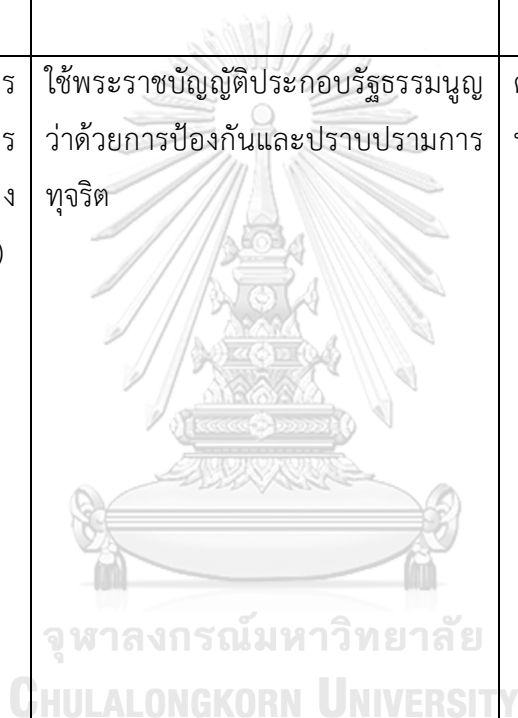 ร ใช้พระราชบัญญัติประกอบรัฐธรรมนูญ
ร ว่าด้วยการป้องกันและปราบปรามการ
ง ทุจริต
)
จุฬาลงกรณ์มหาวิทยาลัย
CHULALONGKORN UNIVERSITY